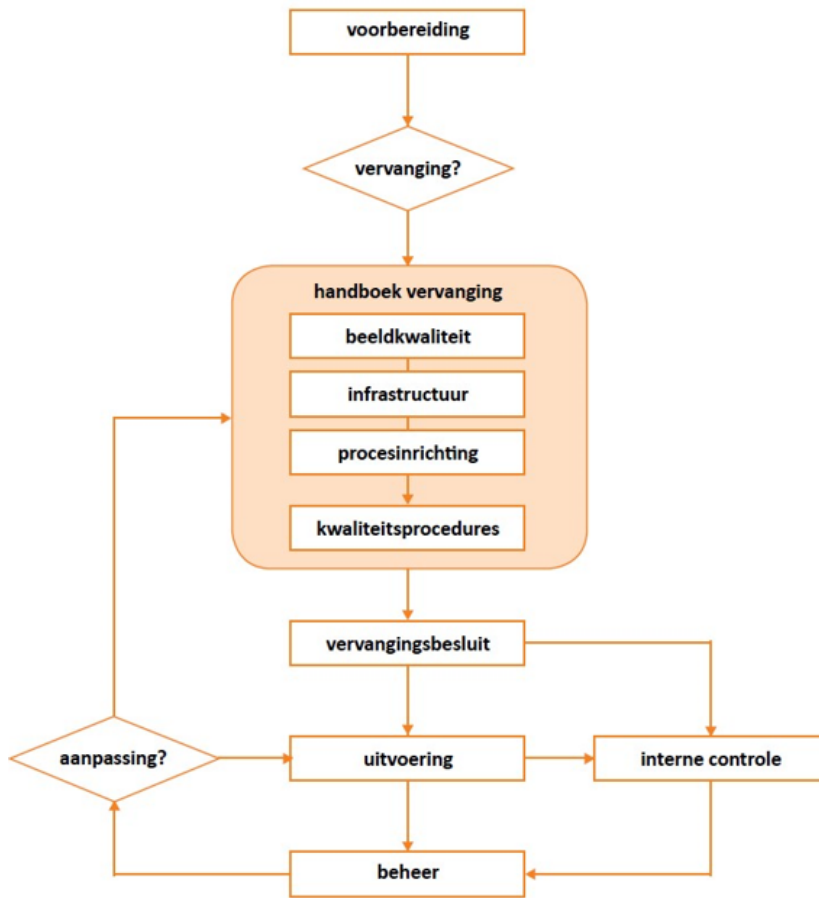 voorbereiding
vervanging?
handboek vervanging
beeldkwaliteit
infrastructuur
procesinrichting
kwaliteitsprocedures
vervangingsbesluit
aanpassing?
uitvoering
interne controle
beheer